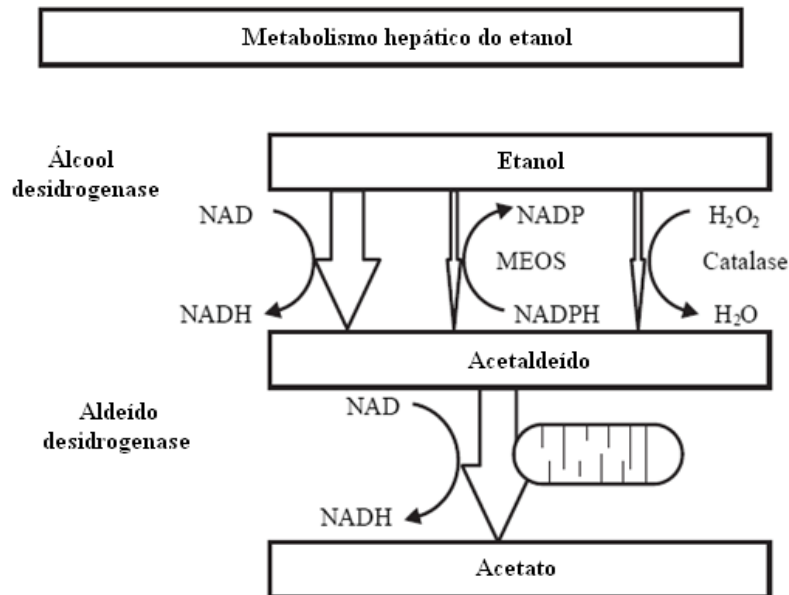 Metabolismo hepático do etanol
Álcool
desidrogenase
Etanol
NAD
NADP
H₂O₂
MEOS
Catalase
NADH
NADPH
H₂O
Acetaldeído
Aldeído
desidrogenase
NAD
NADH
Acetato